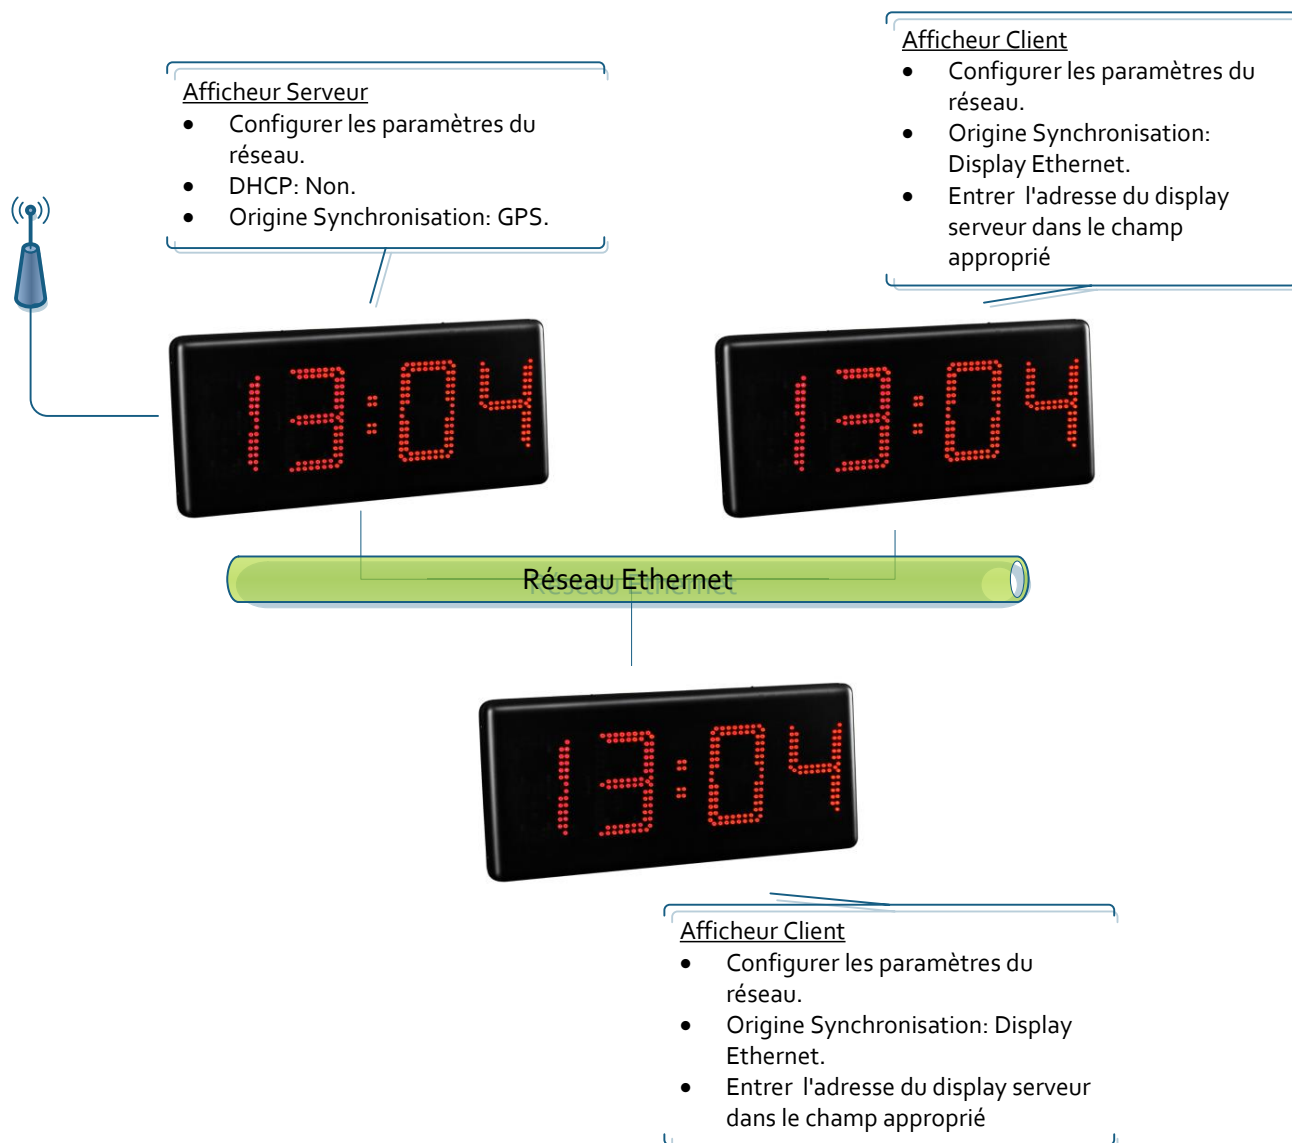 Afficheur Serveur
• Configurer les paramètres du
réseau.
• DHCP: Non.
• Origine Synchronisation: GPS.
Afficheur Client
• Configurer les paramètres du
réseau.
• Origine Synchronisation:
Display Ethernet.
• Entrer  l'adresse du display
serveur dans le champ
approprié
13:04
13:04
Réseau Ethernet
13:04
Afficheur Client
• Configurer les paramètres du
réseau.
• Origine Synchronisation: Display
Ethernet.
• Entrer  l'adresse du display serveur
dans le champ approprié